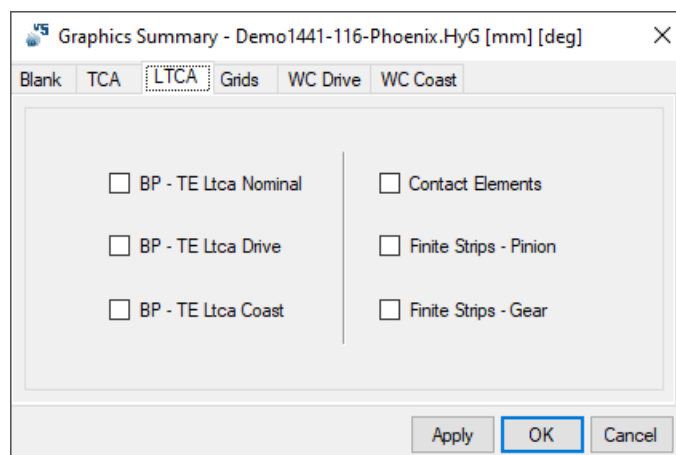 Graphics Summary - Demo1441-116-Phoenix.HyG [mm] [deg]
Blank TCA LTCA Grids WC Drive WC Coast
BP - TE Ltca Nominal Contact Elements
BP - TE Ltca Drive Finite Strips - Pinion
BP - TE Ltca Coast Finite Strips - Gear
Apply OK Cancel